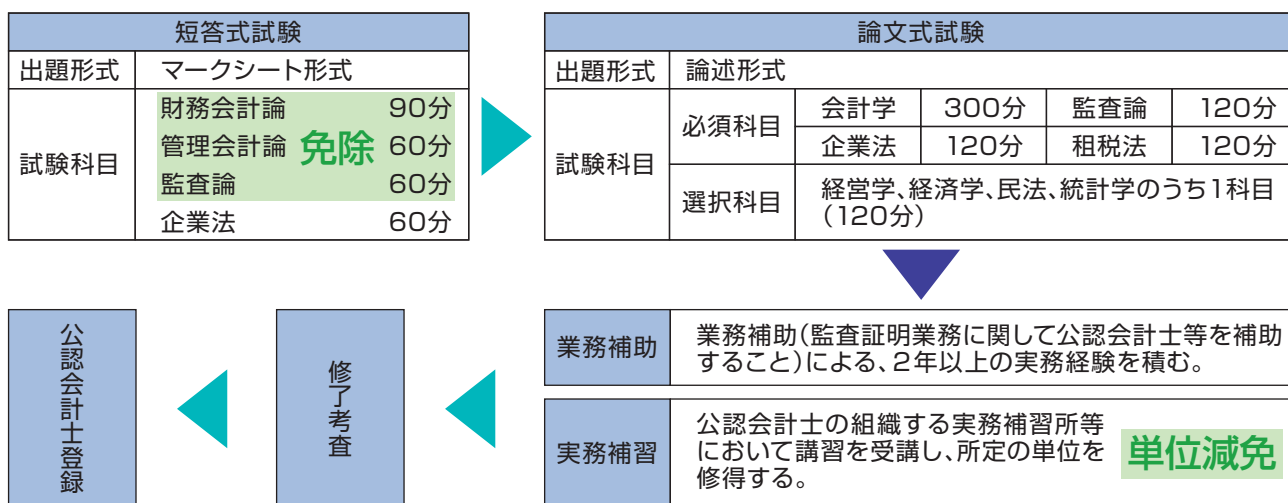 短答式試験
出題形式 マークシート形式
試験科目
財務会計論 90分
管理会計論 60分
監査論 60分
免除
企業法 60分
論文式試験
出題形式 論述形式
試験科目
必須科目
会計学 300分 監査論 120分
企業法 120分 租税法 120分
選択科目
経営学、経済学、民法、統計学のうち1科目
（120分）
業務補助
業務補助（監査証明業務に関して公認会計士等を補助
すること）による、2年以上の実務経験を積む。
実務補習
公認会計士の組織する実務補習所等
において講習を受講し、所定の単位を
修得する。
単位減免
修了考査
公認会計士登録